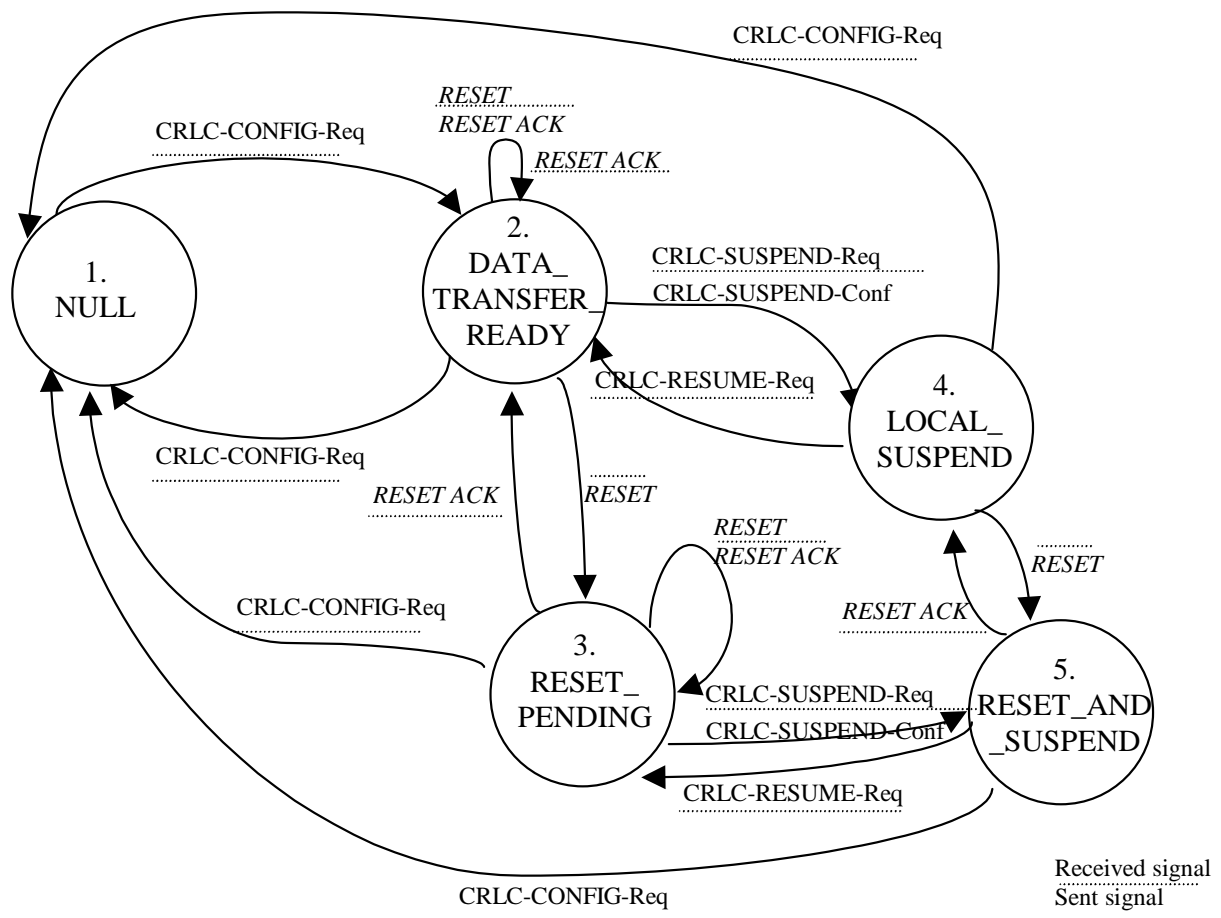 CRLC-CONFIG-Req
RESET
RESET ACK
CRLC-CONFIG-Req
RESET ACK
1.
NULL
2.
DATA_
TRANSFER_
READY
CRLC-SUSPEND-Req
CRLC-SUSPEND-Conf
CRLC-RESUME-Req
4.
LOCAL_
SUSPEND
CRLC-CONFIG-Req
RESET ACK
RESET
RESET
RESET ACK
RESET
CRLC-CONFIG-Req
RESET ACK
3.
RESET_
PENDING
CRLC-SUSPEND-Req
CRLC-SUSPEND-Conf
5.
RESET_AND
_SUSPEND
CRLC-RESUME-Req
CRLC-CONFIG-Req
Received signal
Sent signal